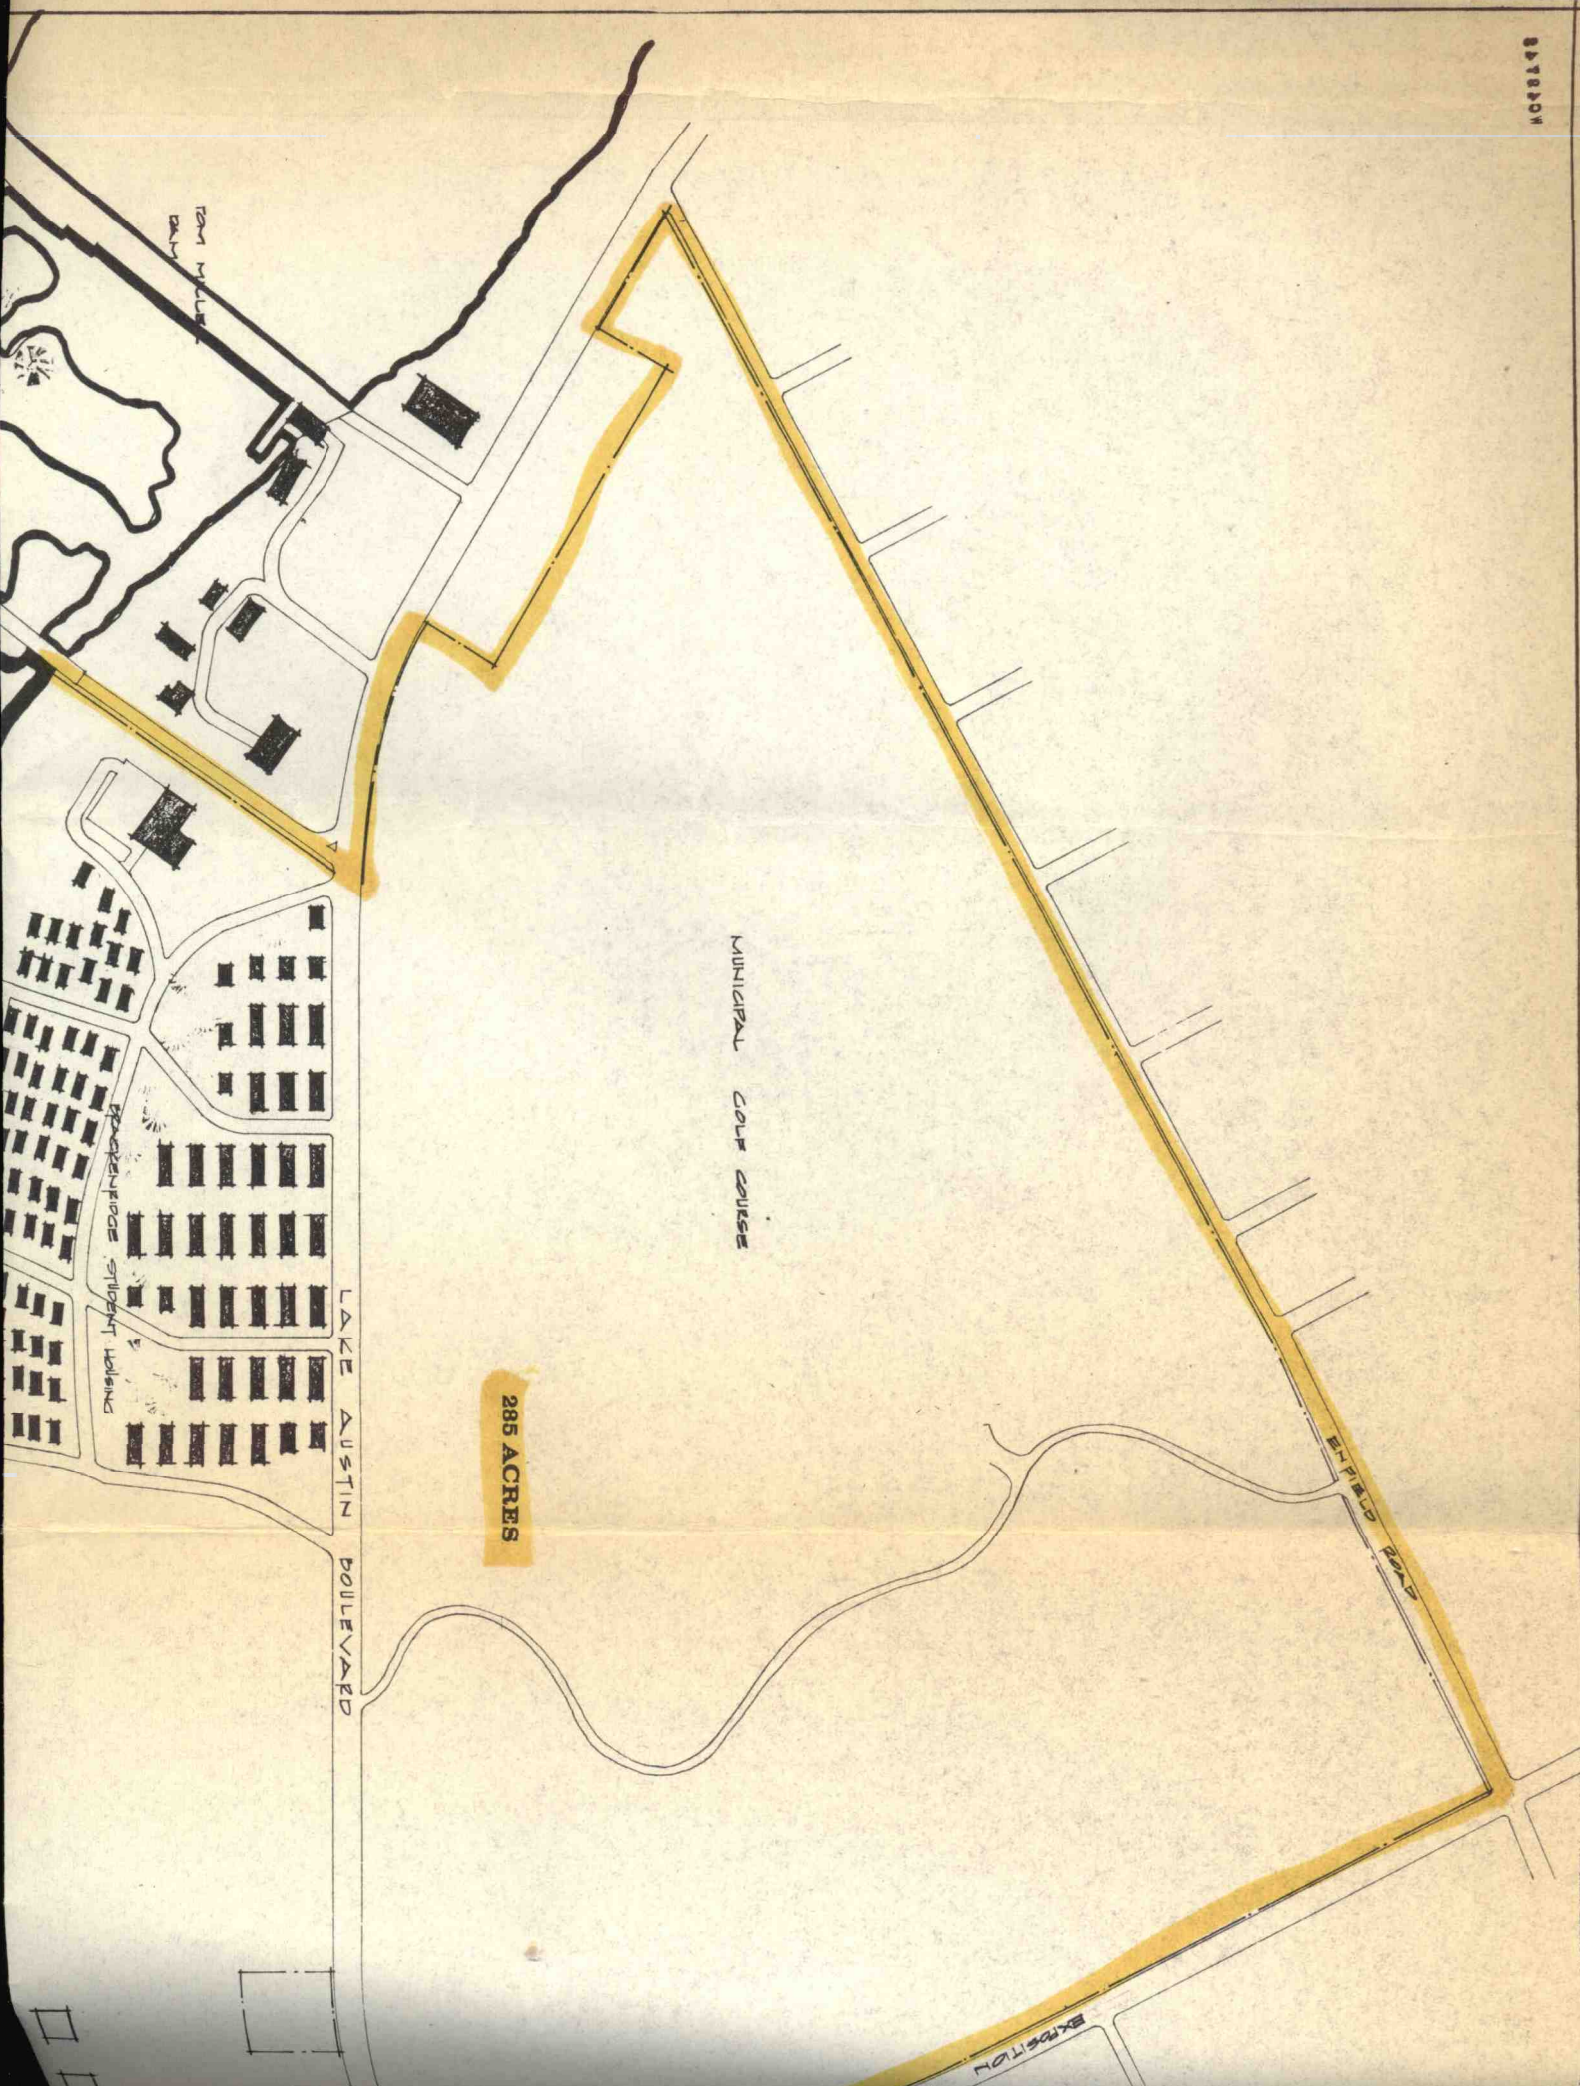 TOM MILLER
DAM
MUNICIPAL GOLF COURSE
ENFIELD ROAD
285 ACRES
LAKE AUSTIN BOULEVARD
BRACKENRIDGE STUDENT HOUSING
EXPOSITION